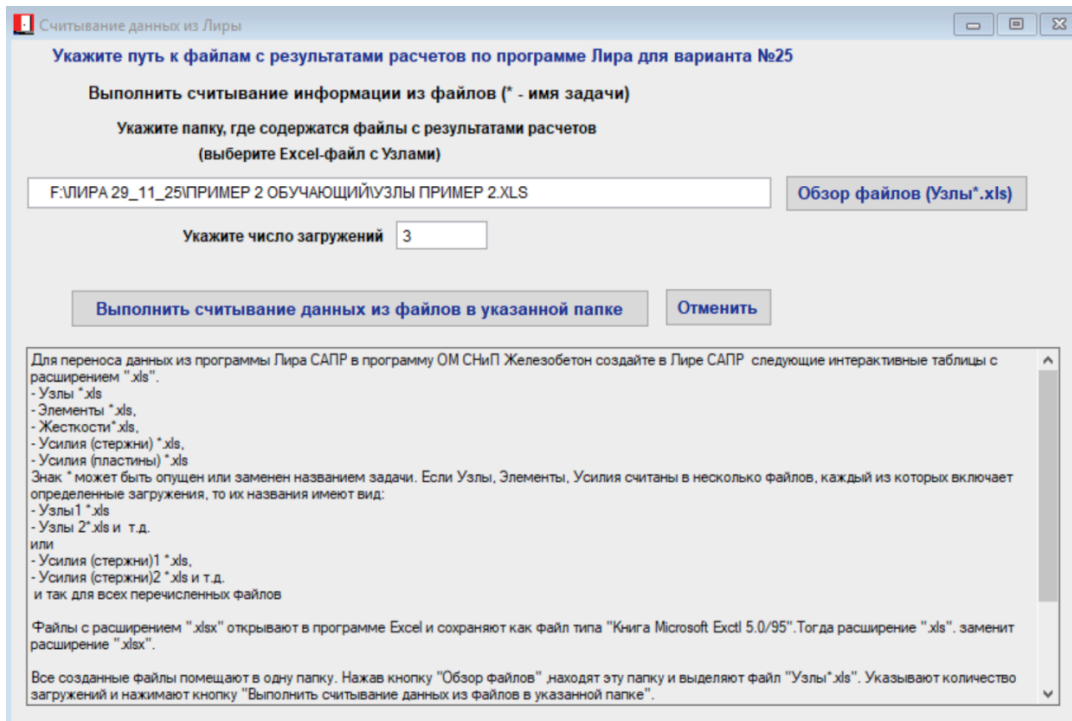 Считывание данных из Лиры
Укажите путь к файлам с результатами расчетов по программе Лира для варианта №25
Выполнить считывание информации из файлов (* - имя задачи)
Укажите папку, где содержатся файлы с результатами расчетов
(выберите Excel-файл с Узлами)
F:\ЛИРА 29_11_25\ПРИМЕР 2 ОБУЧАЮЩИЙ\УЗЛЫ ПРИМЕР 2.XLS
Обзор файлов (Узлы*.xls)
Укажите число загружений 3
Выполнить считывание данных из файлов в указанной папке
Отменить
Для переноса данных из программы Лира САПР в программу ОМ СНиП Железобетон создайте в Лире САПР  следующие интерактивные таблицы с
расширением ".xls".
- Узлы *.xls
- Элементы *.xls,
- Жесткости*.xls,
- Усилия (стержни) *.xls,
- Усилия (пластины) *.xls
Знак * может быть опущен или заменен названием задачи. Если Узлы, Элементы, Усилия считаны в несколько файлов, каждый из которых включает
определенные загружения, то их названия имеют вид:
- Узлы1 *.xls
- Узлы 2*.xls и  т.д.
или
- Усилия (стержни)1 *.xls,
- Усилия (стержни)2 *.xls и т.д.
и так для всех перечисленных файлов
Файлы с расширением ".xlsx" открывают в программе Excel и сохраняют как файл типа "Книга Microsoft Exctl 5.0/95".Тогда расширение ".xls". заменит
расширение ".xlsx".
Все созданные файлы помещают в одну папку. Нажав кнопку "Обзор файлов" ,находят эту папку и выделяют файл "Узлы*.xls". Указывают количество
загружений и нажимают кнопку "Выполнить считывание данных из файлов в указанной папке".